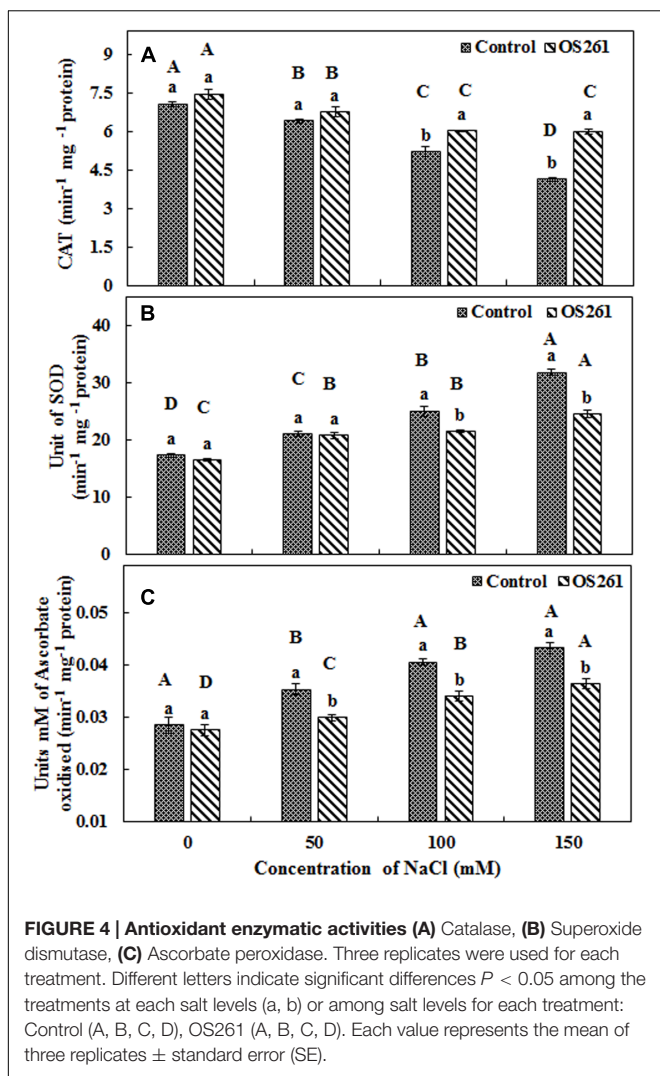 A
Control OS261
9
7.5
6
4.5
3
1.5
0
CAT (min-1 mg -1 protein)
A A B B C C D C
a a a a b a b a
B
Control OS261
40
30
20
10
0
Unit of SOD
(min-1 mg -1 protein)
D C C B B B A A
a a a a a b a b
C
Control OS261
0.05
0.04
0.03
0.02
0.01
Units mM of Ascorbate
oxidised (min-1 mg-1 protein)
A D B C A B A A
a a a b a b a b
0 50 100 150
Concentration of NaCl (mM)
FIGURE 4 | Antioxidant enzymatic activities (A) Catalase, (B) Superoxide
dismutase, (C) Ascorbate peroxidase. Three replicates were used for each
treatment. Different letters indicate significant differences P < 0.05 among the
treatments at each salt levels (a, b) or among salt levels for each treatment:
Control (A, B, C, D), OS261 (A, B, C, D). Each value represents the mean of
three replicates ± standard error (SE).